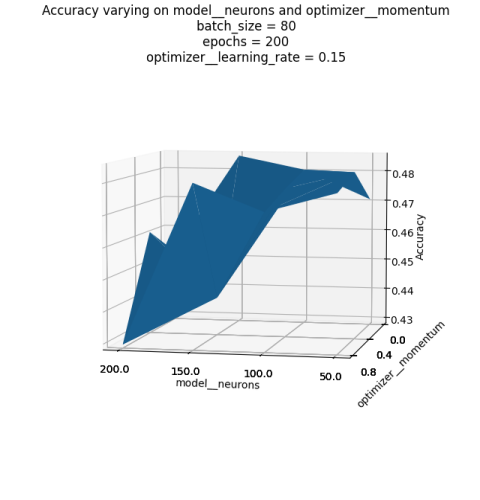 Accuracy varying on model__neurons and optimizer__momentum
batch_size = 80
epochs = 200
optimizer__learning_rate = 0.15
0.48
0.47
0.46
0.45
0.44
0.43
Accuracy
0.0
0.4
0.8
optimizer__momentum
200.0
150.0
100.0
50.0
model__neurons